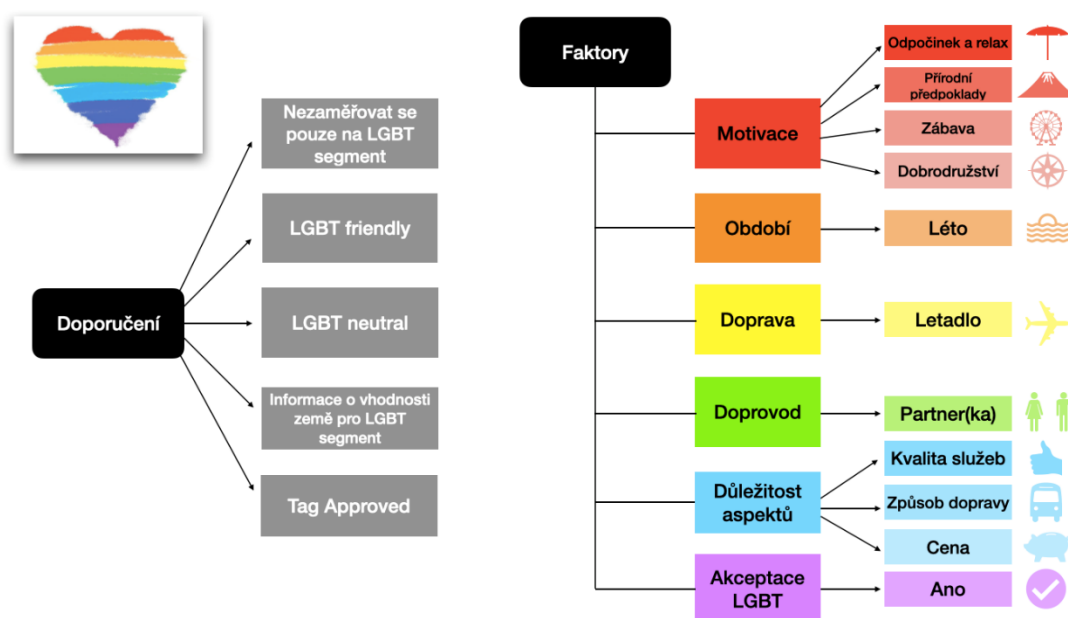 Doporučení
Nezaměřovat se
pouze na LGBT
segment
LGBT friendly
LGBT neutral
Informace o vhodnosti
země pro LGBT
segment
Tag Approved
Faktory
Motivace
Odpočinek a relax
Přírodní
předpoklady
Zábava
Dobrodružství
Období
Léto
Doprava
Letadlo
Doprovod
Partner(ka)
Důležitost
aspektů
Kvalita služeb
Způsob dopravy
Cena
Akceptace
LGBT
Ano